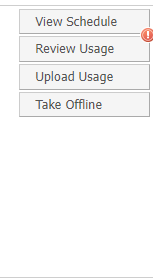 View Schedule
Review Usage
Upload Usage
Take Offline